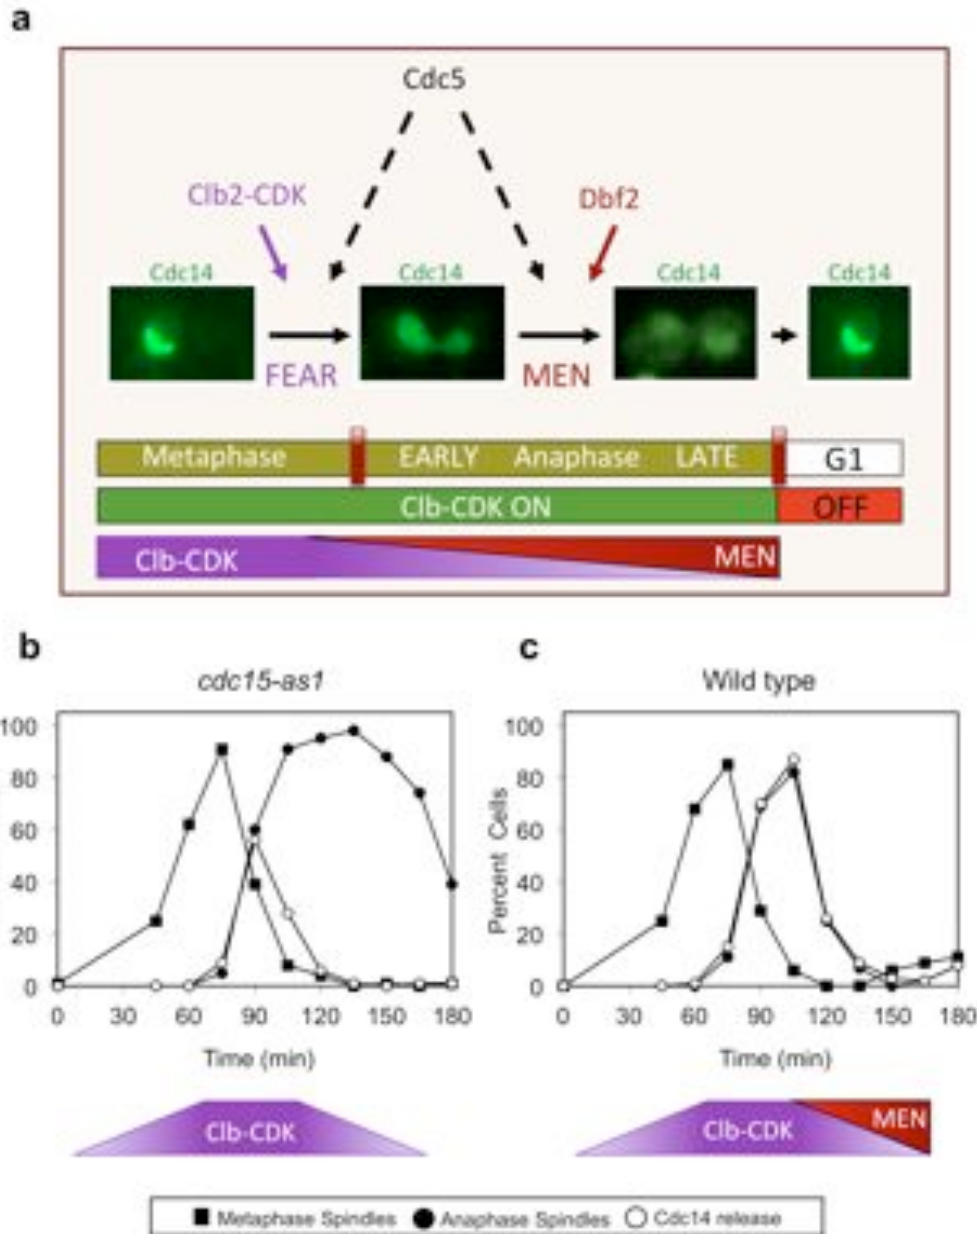 a
Cdc5
Clb2-CDK
Dbf2
Cdc14 Cdc14 Cdc14 Cdc14
FEAR MEN
Metaphase EARLY Anaphase LATE G1
Clb-CDK ON OFF
Clb-CDK MEN
b c
cdc15-as1 Wild type
100 100
80 80
60 60
40 40
20 20
0 0
Percent Cells
0 30 60 90 120 150 180 0 30 60 90 120 150 180
Time (min) Time (min)
Clb-CDK Clb-CDK MEN
Metaphase Spindles Anaphase Spindles Cdc14 release